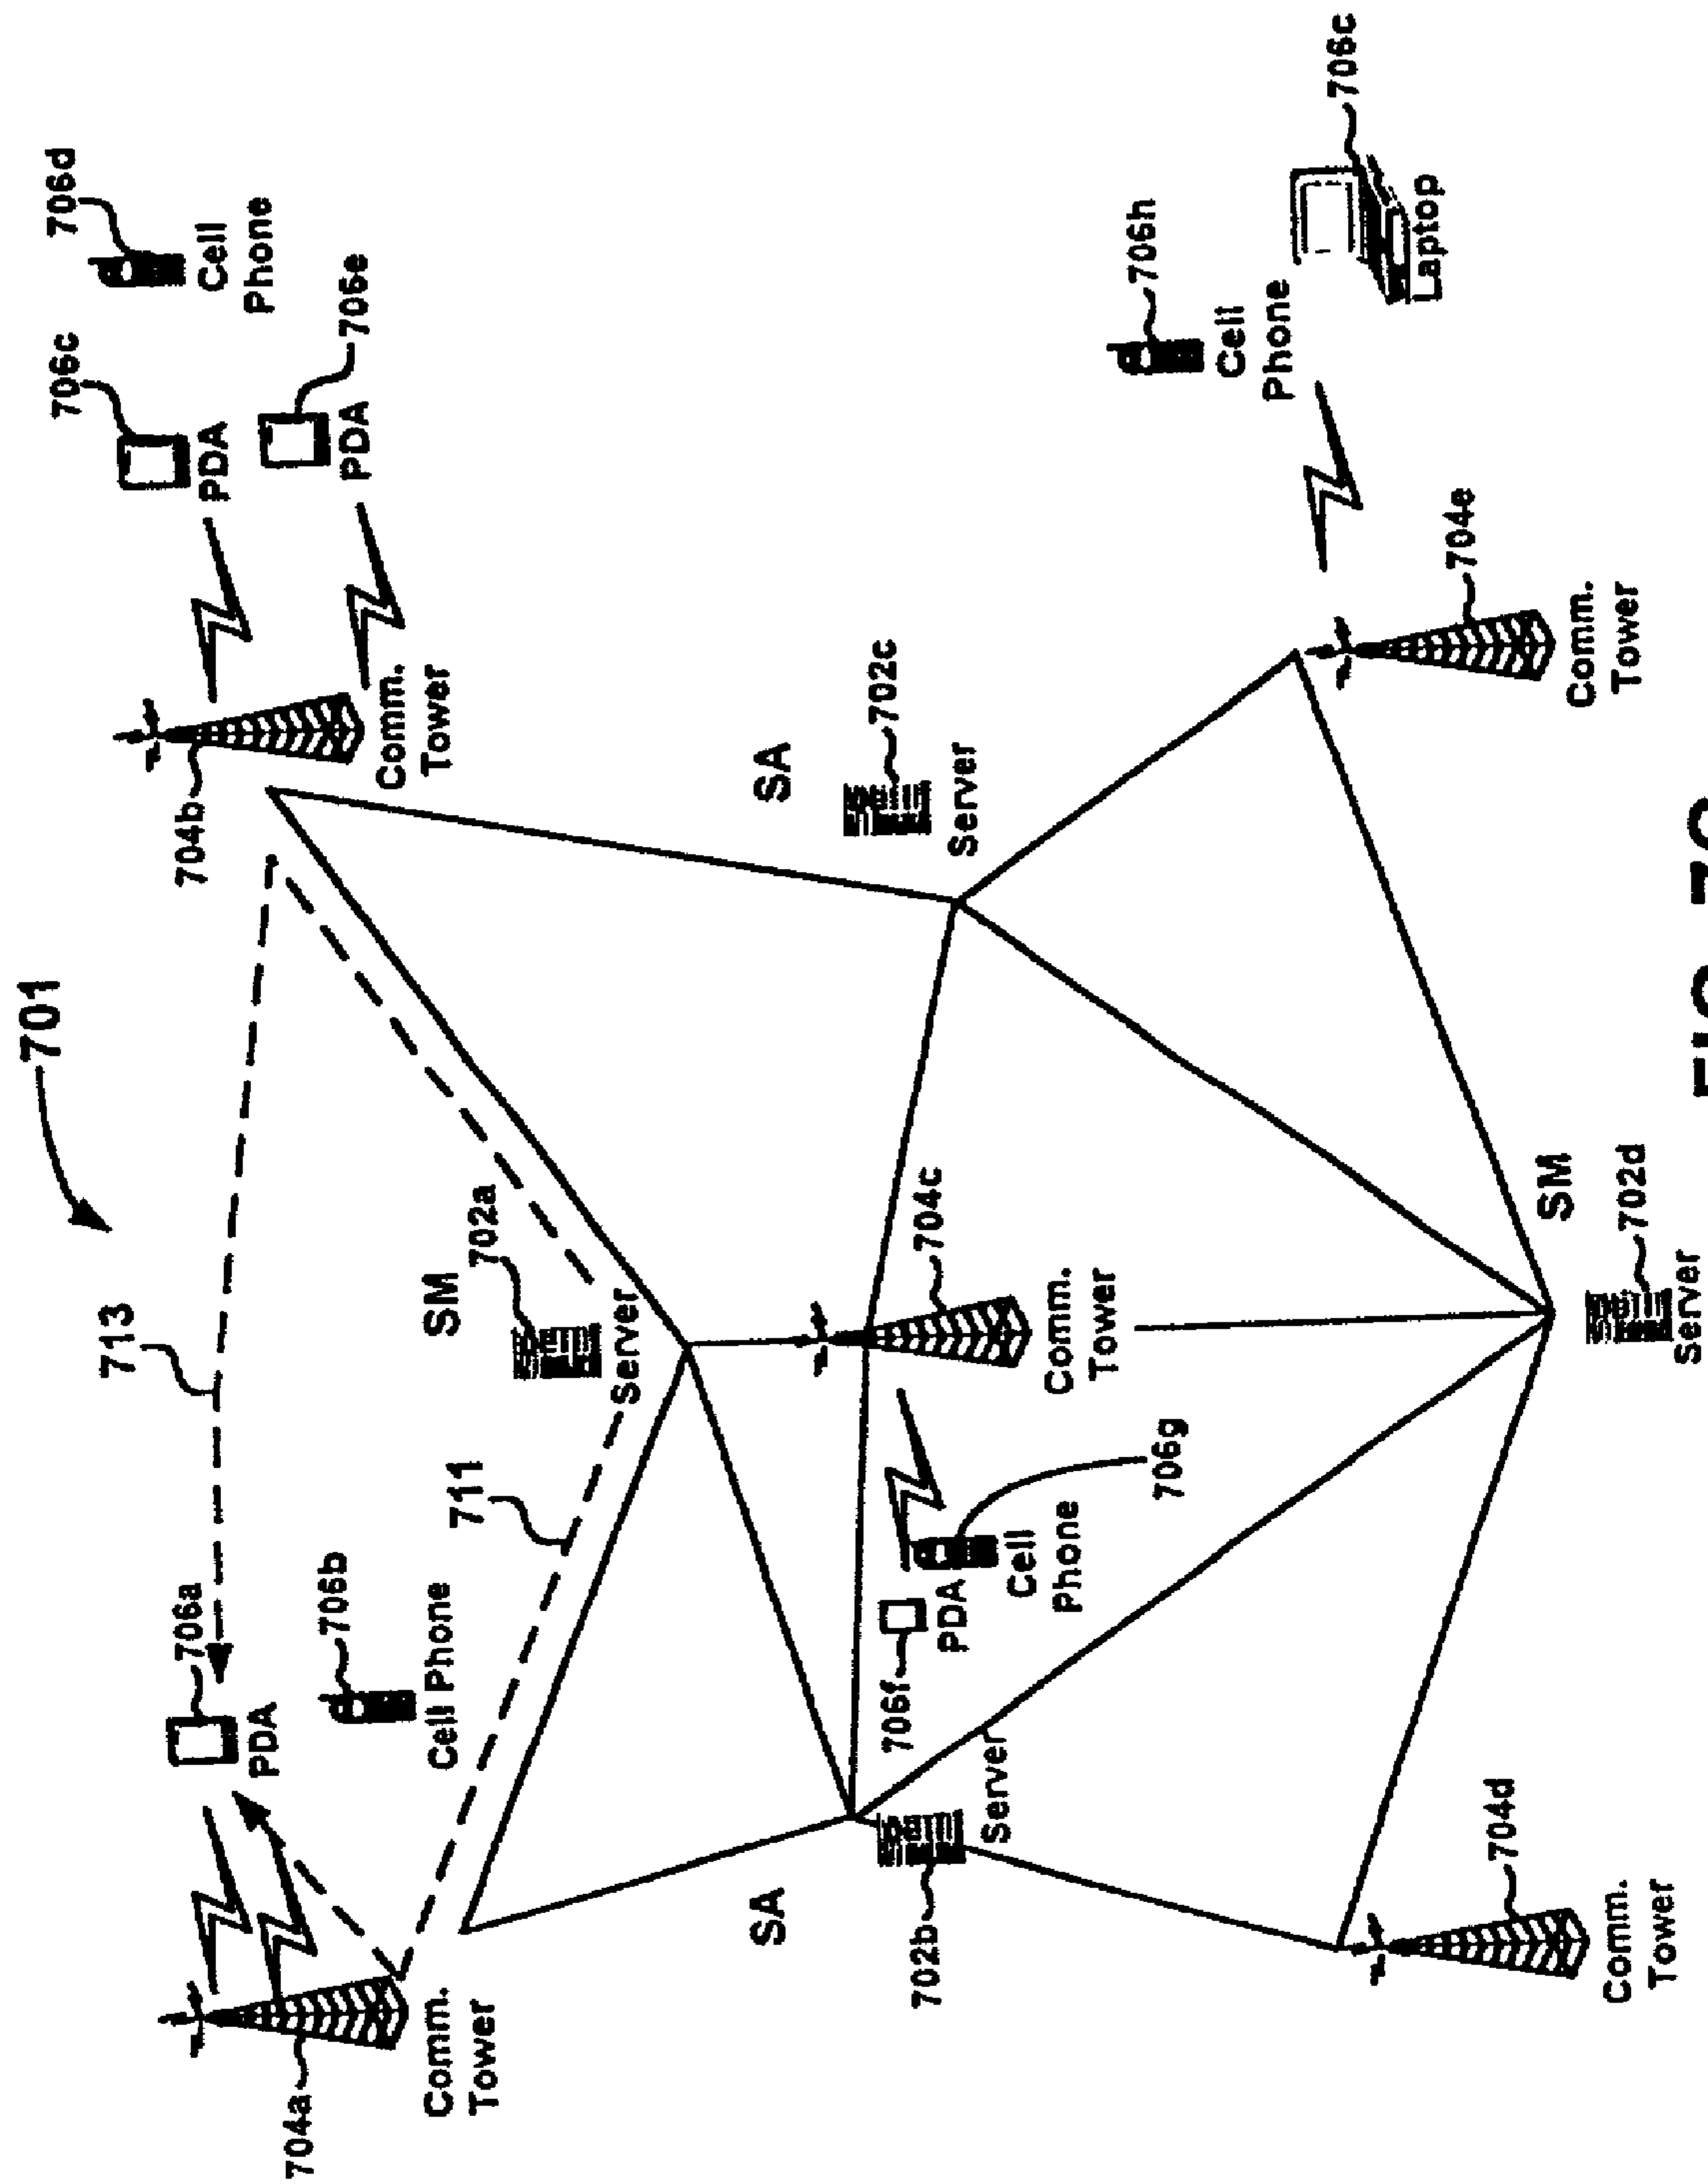 701
713
706a
706c
706d
704a
PDA
706b
704b
PDA
Cell
Phone
706e
PDA
Comm.
Tower
Cell Phone
711
SM
702a
Server
Comm.
Tower
SA
702b
Server
706f
PDA
Cell
Phone
706g
704c
Comm.
Tower
SA
702c
Server
706h
Cell
Phone
706c
Laptop
704d
Comm.
Tower
704e
Comm.
Tower
SM
702d
Server
FIG. 7C